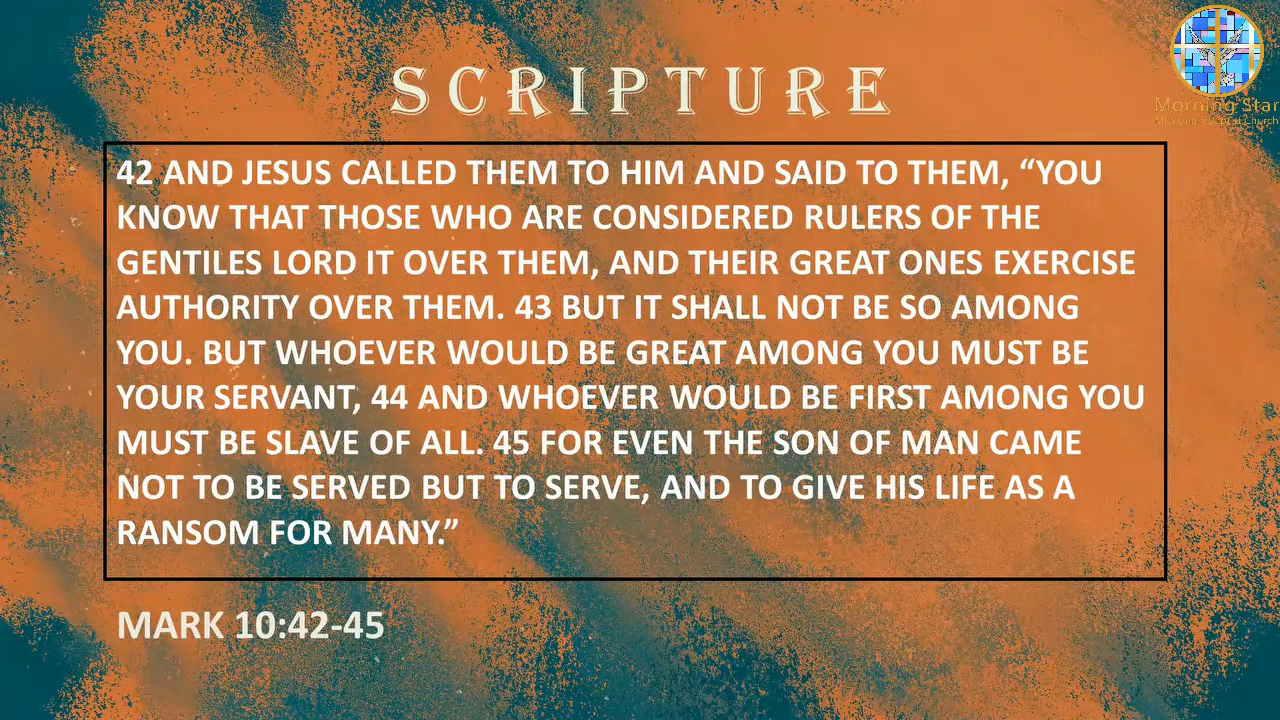 SCRIPTURE
Morning Star
Missionary Baptist Church
42 AND JESUS CALLED THEM TO HIM AND SAID TO THEM, “YOU
KNOW THAT THOSE WHO ARE CONSIDERED RULERS OF THE
GENTILES LORD IT OVER THEM, AND THEIR GREAT ONES EXERCISE
AUTHORITY OVER THEM. 43 BUT IT SHALL NOT BE SO AMONG
YOU. BUT WHOEVER WOULD BE GREAT AMONG YOU MUST BE
YOUR SERVANT, 44 AND WHOEVER WOULD BE FIRST AMONG YOU
MUST BE SLAVE OF ALL. 45 FOR EVEN THE SON OF MAN CAME
NOT TO BE SERVED BUT TO SERVE, AND TO GIVE HIS LIFE AS A
RANSOM FOR MANY.”
MARK 10:42-45